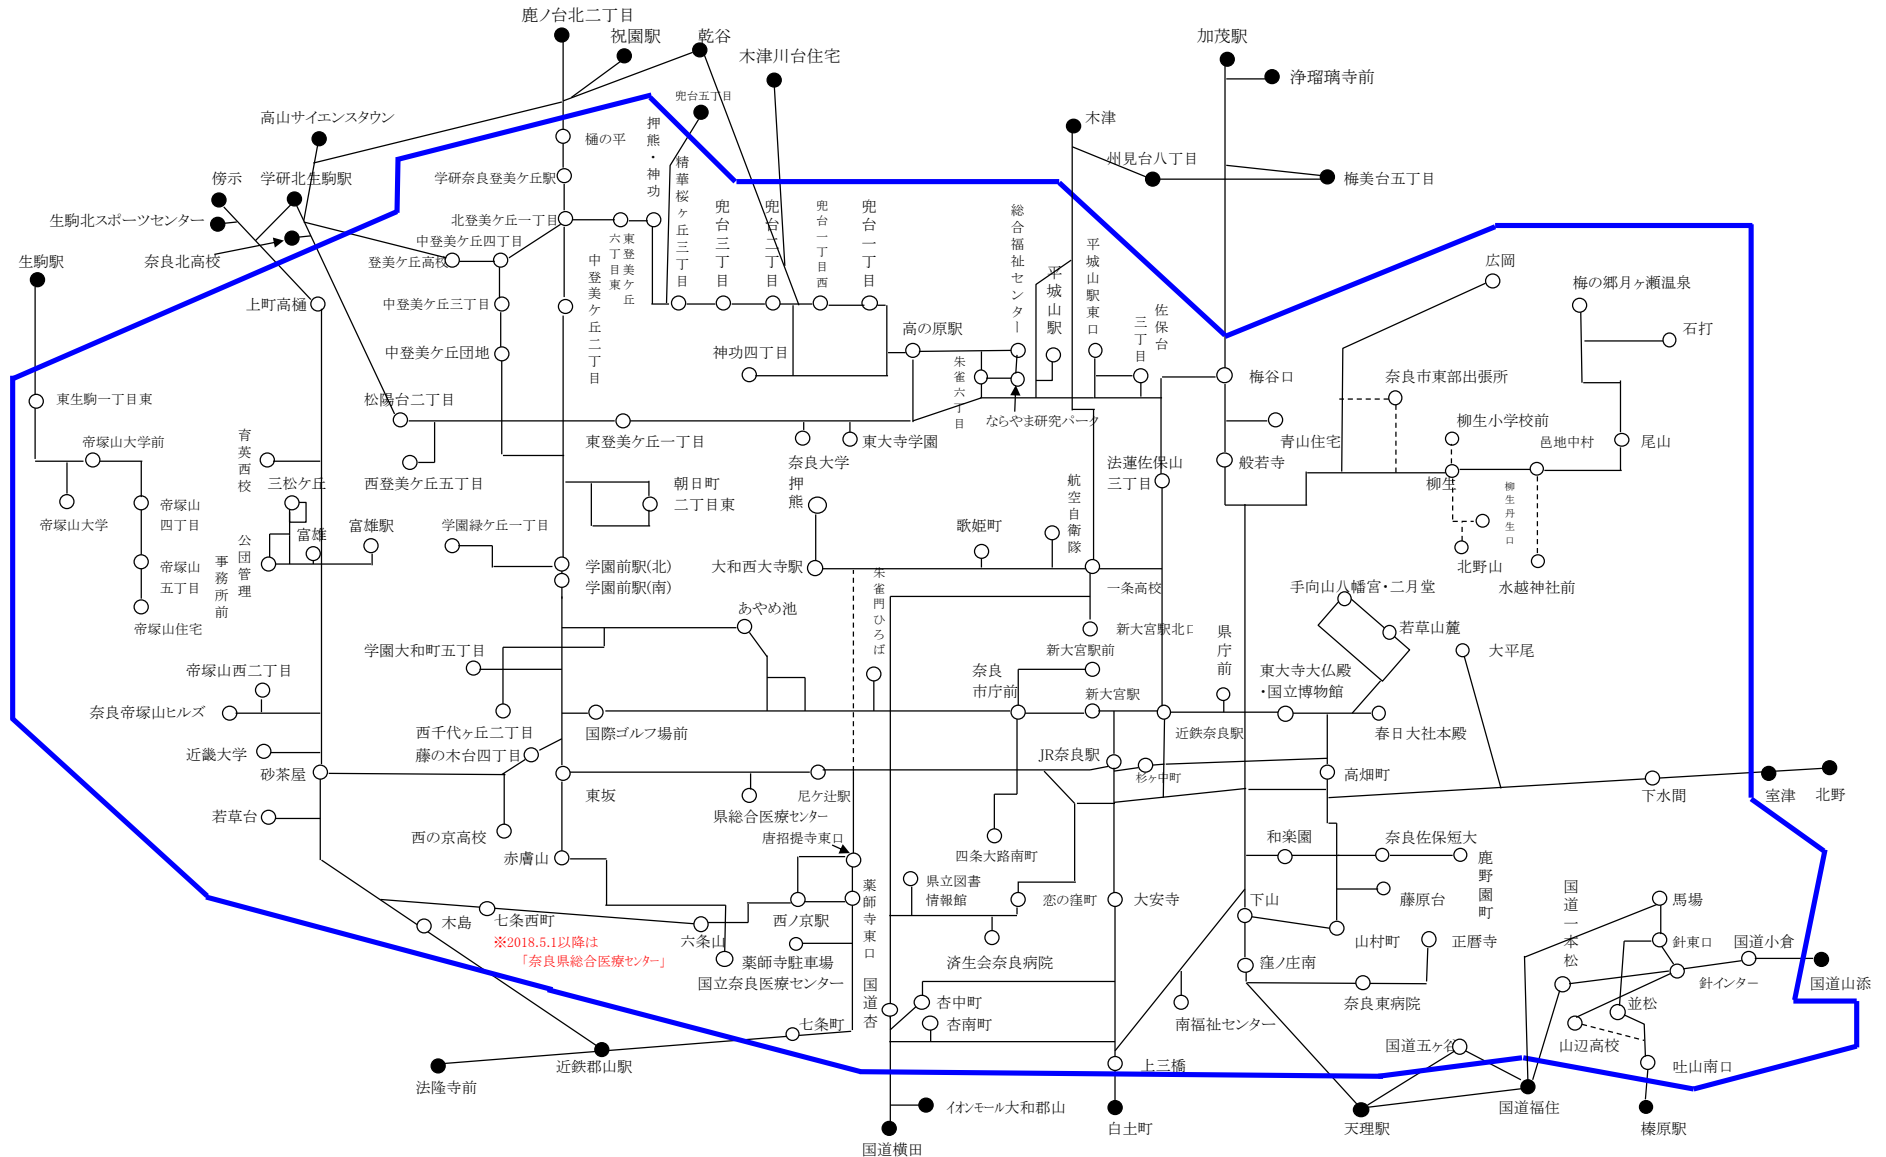 鹿ノ台北二丁目
祝園駅
乾谷
木津川台住宅
加茂駅
浄瑠璃寺前
兜台五丁目
高山サイエンスタウン
木津
押熊・神功
樋の平
精華桜ヶ丘三丁目
州見台八丁目
傍示
学研北生駒駅
学研奈良登美ケ丘駅
梅美台五丁目
生駒北スポーツセンター
北登美ケ丘一丁目
兜台三丁目
兜台二丁目
兜台一丁目西
兜台一丁目
総合福祉センター
中登美ケ丘四丁目
東登美ケ丘
六丁目東
中登美ケ丘二丁目
平城山駅東口
奈良北高校
登美ケ丘高校
生駒駅
平城山駅
広岡
梅の郷月ヶ瀬温泉
上町高樋
中登美ケ丘三丁目
佐保台
三丁目
高の原駅
石打
中登美ケ丘団地
神功四丁目
朱雀六丁目
梅谷口
奈良市東部出張所
東生駒一丁目東
松陽台二丁目
ならやま研究パーク
柳生小学校前
帝塚山大学前
育英西校
東登美ケ丘一丁目
東大寺学園
青山住宅
邑地中村
尾山
奈良大学
法蓮佐保山
三丁目
般若寺
三松ケ丘
西登美ケ丘五丁目
朝日町
二丁目東
押熊
航空自衛隊
柳生
柳生丹生口
帝塚山大学
帝塚山
四丁目
富雄
富雄駅
学園緑ケ丘一丁目
歌姫町
公団管理
事務所前
帝塚山
五丁目
学園前駅(北)
学園前駅(南)
大和西大寺駅
朱雀門ひろば
一条高校
北野山
水越神社前
手向山八幡宮・二月堂
帝塚山住宅
あやめ池
新大宮駅北口
県庁前
若草山麓
学園大和町五丁目
新大宮駅前
大平尾
帝塚山西二丁目
奈良
市庁前
新大宮駅
東大寺大仏殿
・国立博物館
奈良帝塚山ヒルズ
西千代ヶ丘二丁目
国際ゴルフ場前
近鉄奈良駅
春日大社本殿
近畿大学
藤の木台四丁目
JR奈良駅
砂茶屋
東坂
尼ケ辻駅
杉ヶ中町
高畑町
下水間
室津
北野
若草台
西の京高校
県総合医療センター
唐招提寺東口
和楽園
奈良佐保短大
赤膚山
四条大路南町
鹿野園町
薬師寺東口
県立図書
情報館
恋の窪町
大安寺
下山
藤原台
国道一本松
馬場
木島
七条西町
西ノ京駅
※2018.5.1以降は
「奈良県総合医療センター」
六条山
山村町
正暦寺
針東口
国道小倉
薬師寺駐車場
国立奈良医療センター
済生会奈良病院
窪ノ庄南
針インター
国道山添
国道杏
杏中町
奈良東病院
並松
七条町
杏南町
南福祉センター
国道五ヶ谷
山辺高校
近鉄郡山駅
上三橋
吐山南口
法隆寺前
イオンモール大和郡山
国道福住
国道横田
白土町
天理駅
榛原駅